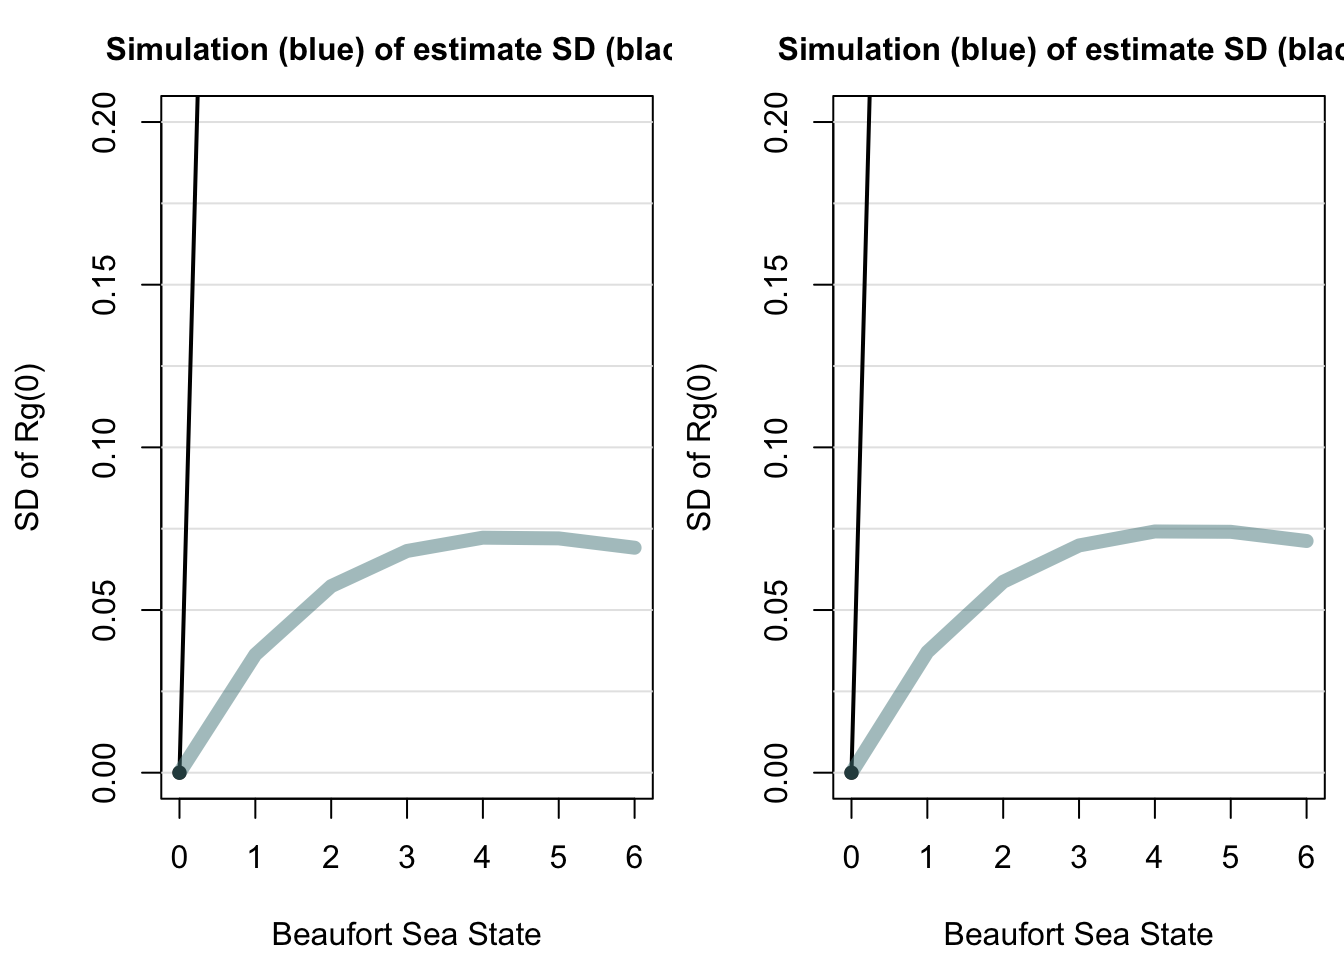 Simulation (blue) of estimate SD (blac
SD of Rg(0)
0.20
0.15
0.10
0.05
0.00
0 1 2 3 4 5 6
Beaufort Sea State
Simulation (blue) of estimate SD (blac
SD of Rg(0)
0.20
0.15
0.10
0.05
0.00
0 1 2 3 4 5 6
Beaufort Sea State